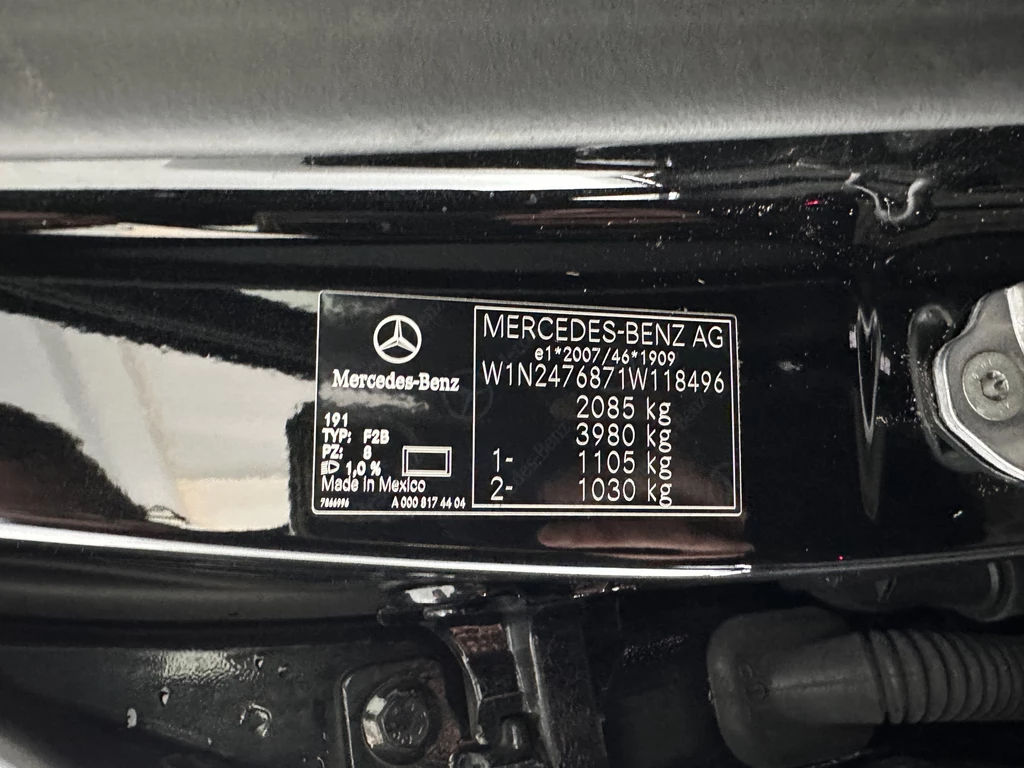 Mercedes-Benz
191
TYP: F2B
PZ: 8
1,0 %
Made in Mexico
7866996
A 000 817 44 04
MERCEDES-BENZ AG
e1*2007/46*1909
W1N2476871W118496
2085 kg
3980 kg
1- 1105 kg
2- 1030 kg